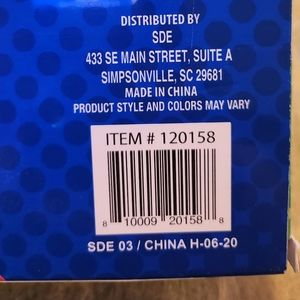 DISTRIBUTED BY
SDE
433 SE MAIN STREET, SUITE A
SIMPSONVILLE, SC 29681
MADE IN CHINA
PRODUCT STYLE AND COLORS MAY VARY
ITEM # 120158
8 10009 20158 8
SDE 03 / CHINA H-06-20